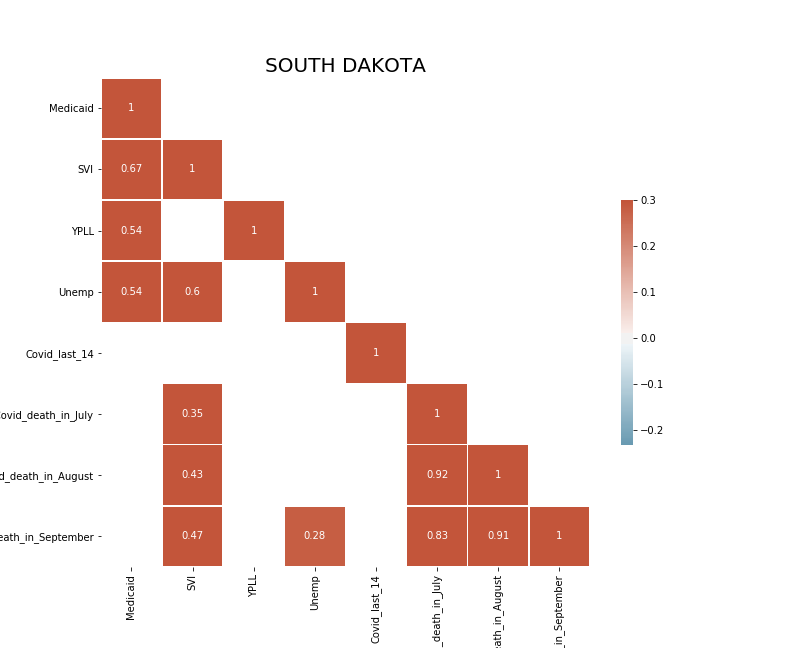 SOUTH DAKOTA
Medicaid 1
SVI 0.67 1
YPLL 0.54 1
Unemp 0.54 0.6 1
Covid_last_14 1
ovid_death_in_July 0.35 1
d_death_in_August 0.43 0.92 1
eath_in_September 0.47 0.28 0.83 0.91 1
0.3
0.2
0.1
0.0
−0.1
−0.2
Medicaid
SVI
YPLL
Unemp
Covid_last_14
_death_in_July
eath_in_August
_in_September